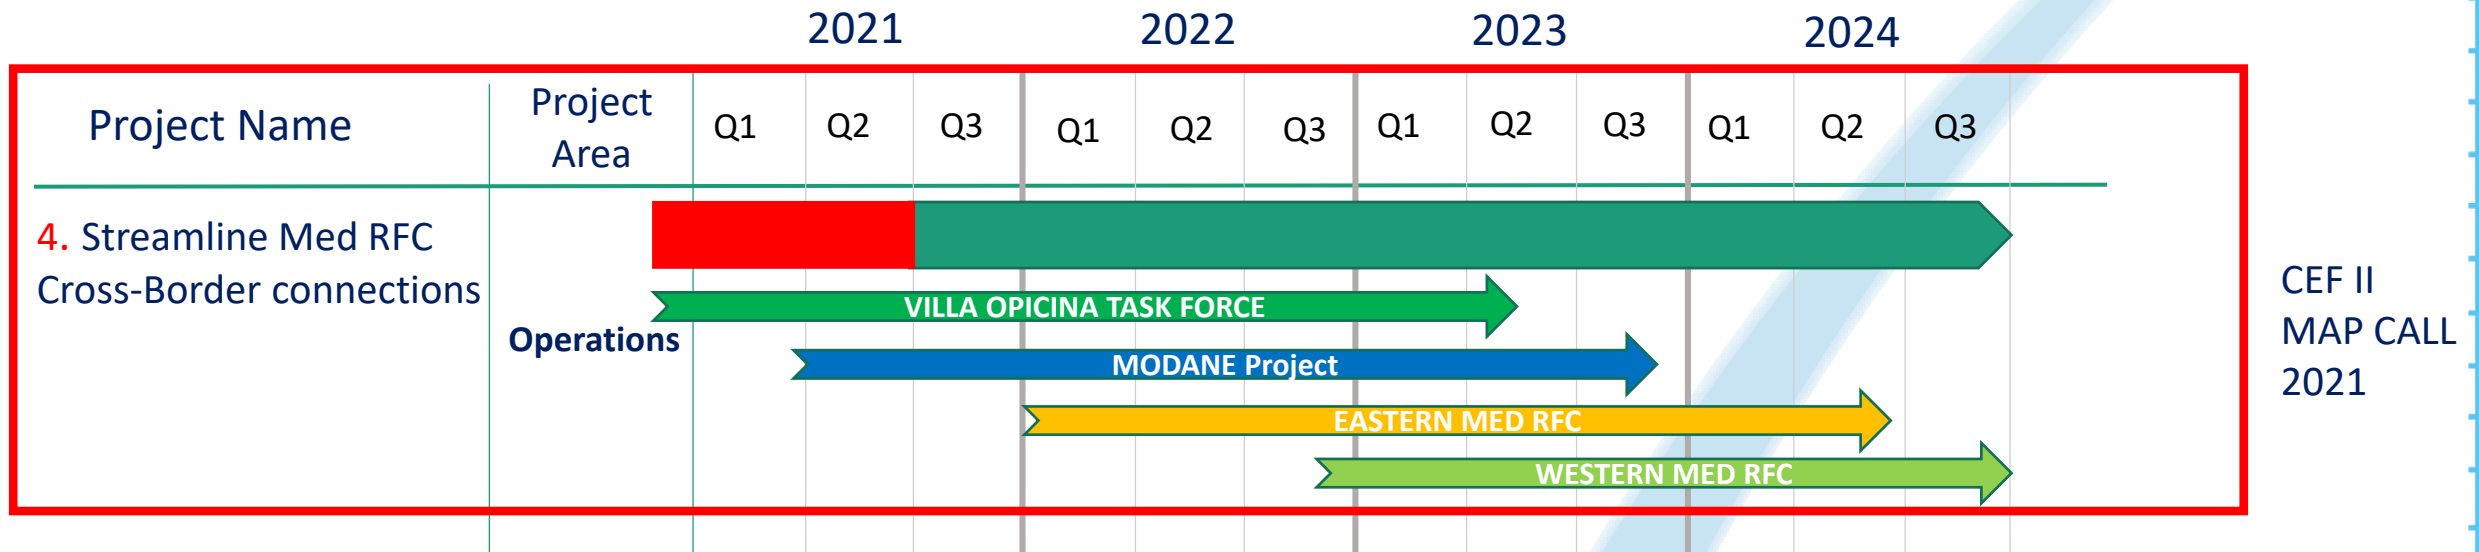 2021 2022 2023 2024
Project Name
Project
Area
Q1 Q2 Q3 Q1 Q2 Q3 Q1 Q2 Q3 Q1 Q2 Q3
4. Streamline Med RFC
Cross-Border connections
Operations
VILLA OPICINA TASK FORCE
MODANE Project
EASTERN MED RFC
WESTERN MED RFC
CEF II
MAP CALL
2021